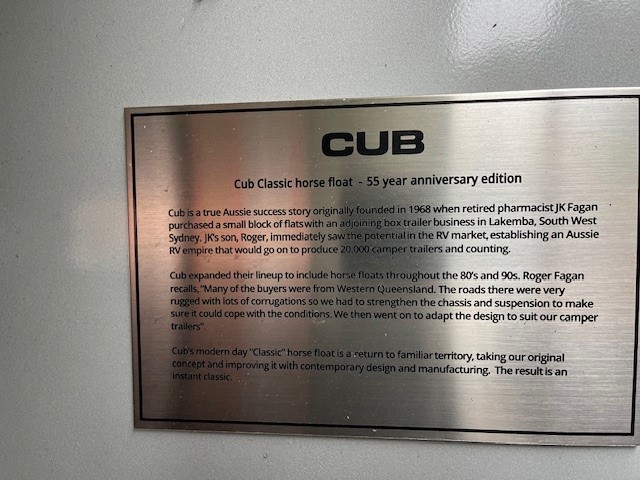 CUB
Cub Classic horse float - 55 year anniversary edition
Cub is a true Aussie success story originally founded in 1968 when retired pharmacist JK Fagan
purchased a small block of flats with an adjoining box trailer business in Lakemba, South West
Sydney. JK's son, Roger, immediately saw the potential in the RV market, establishing an Aussie
RV empire that would go on to produce 20,000 camper trailers and counting.
Cub expanded their lineup to include horse floats throughout the 80's and 90s. Roger Fagan
recalls, "Many of the buyers were from Western Queensland. The roads there were very
rugged with lots of corrugations so we had to strengthen the chassis and suspension to make
sure it could cope with the conditions. We then went on to adapt the design to suit our camper
trailers".
Cub's modern day "Classic" horse float is a return to familiar territory, taking our original
concept and improving it with contemporary design and manufacturing. The result is an
instant classic.